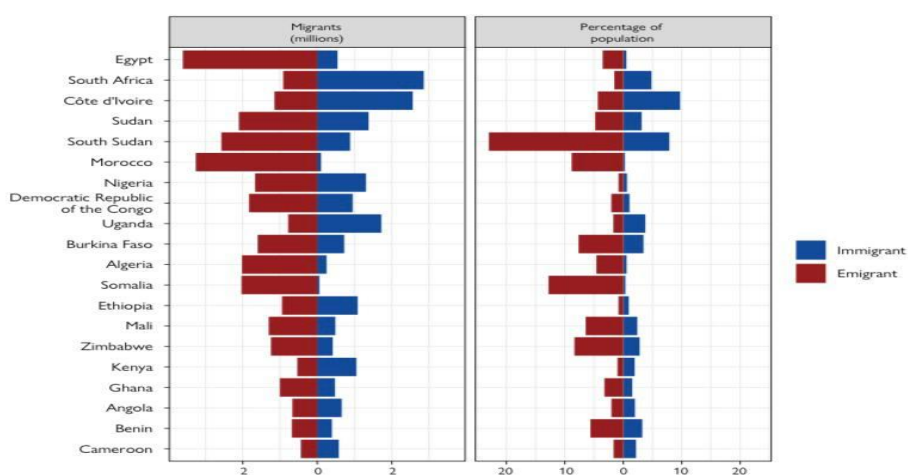 Migrants
(millions)
Percentage of
population
Egypt
South Africa
Côte d'Ivoire
Sudan
South Sudan
Morocco
Nigeria
Democratic Republic
of the Congo
Uganda
Burkina Faso
Algeria
Somalia
Ethiopia
Mali
Zimbabwe
Kenya
Ghana
Angola
Benin
Cameroon
Immigrant
Emigrant
2 0 2
20 10 0 10 20